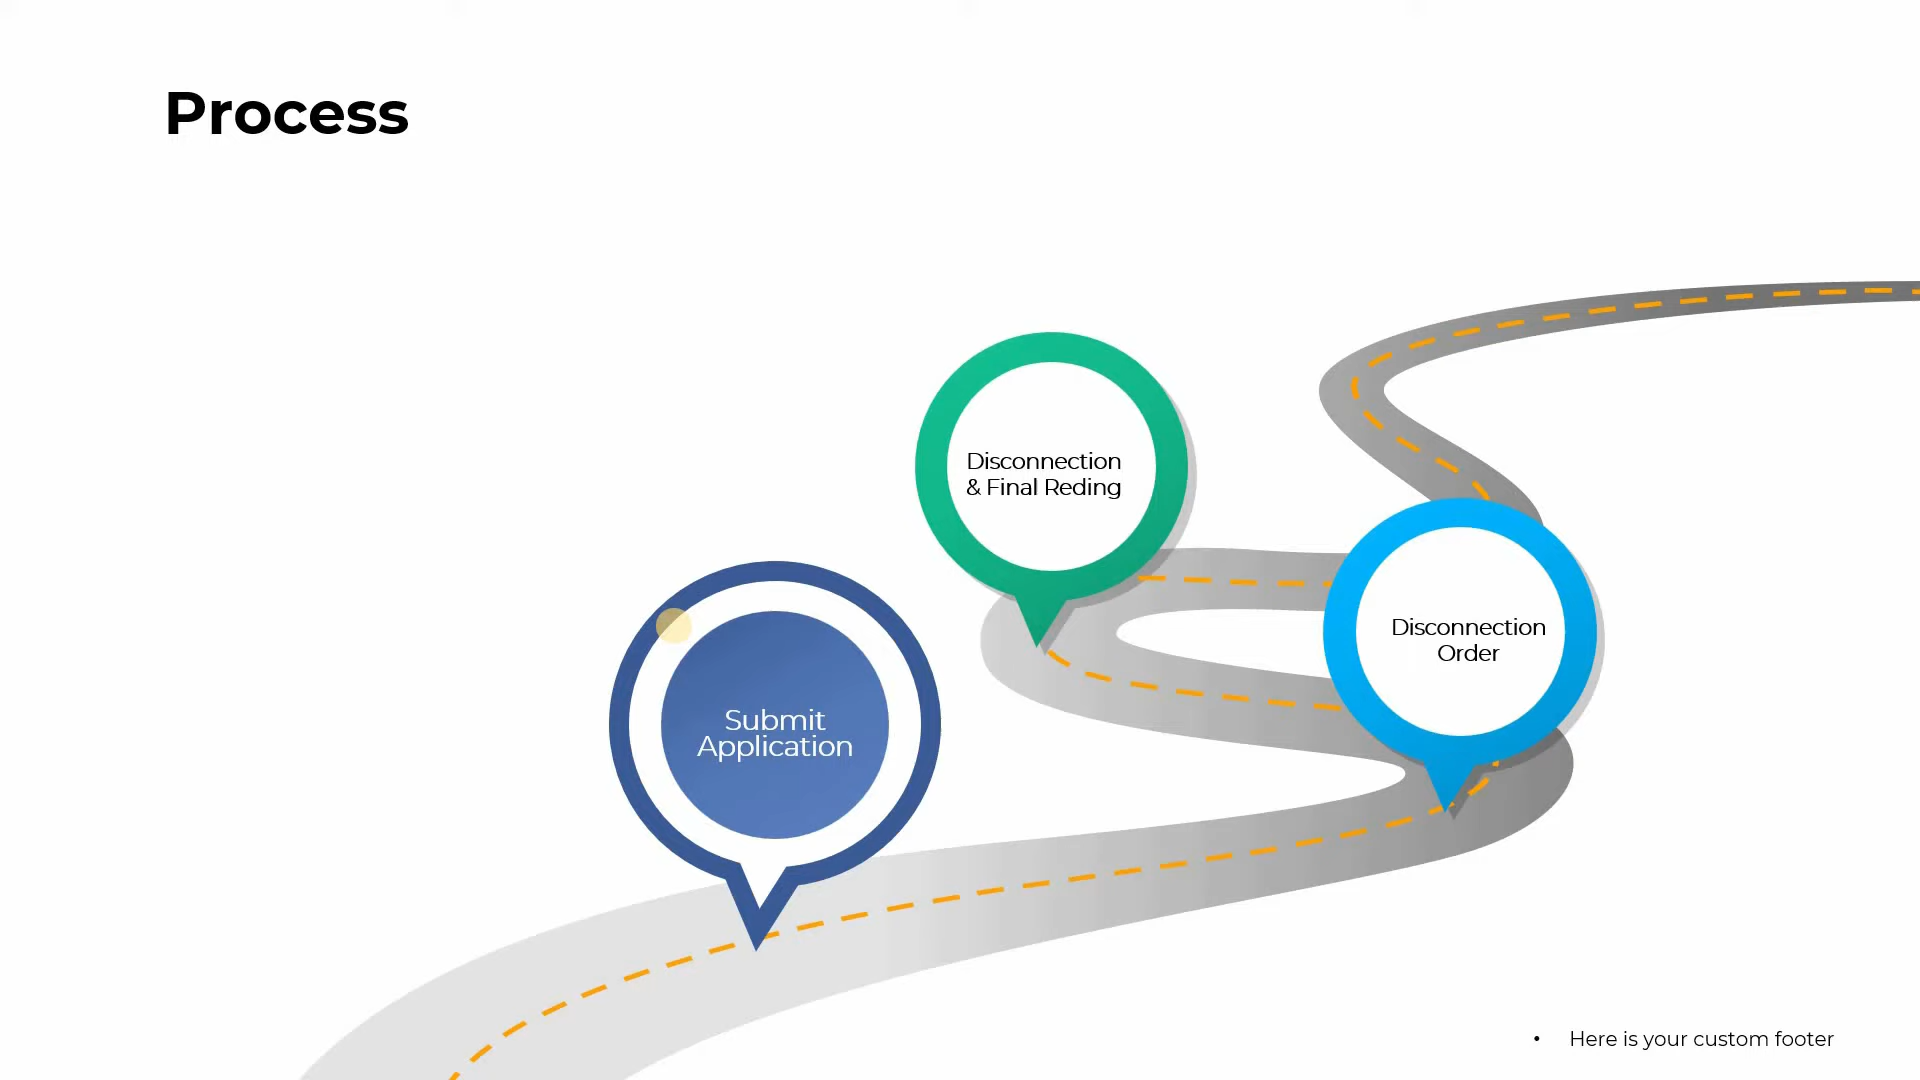 Process
Disconnection
& Final Reding
Disconnection
Order
Submit
Application
• Here is your custom footer